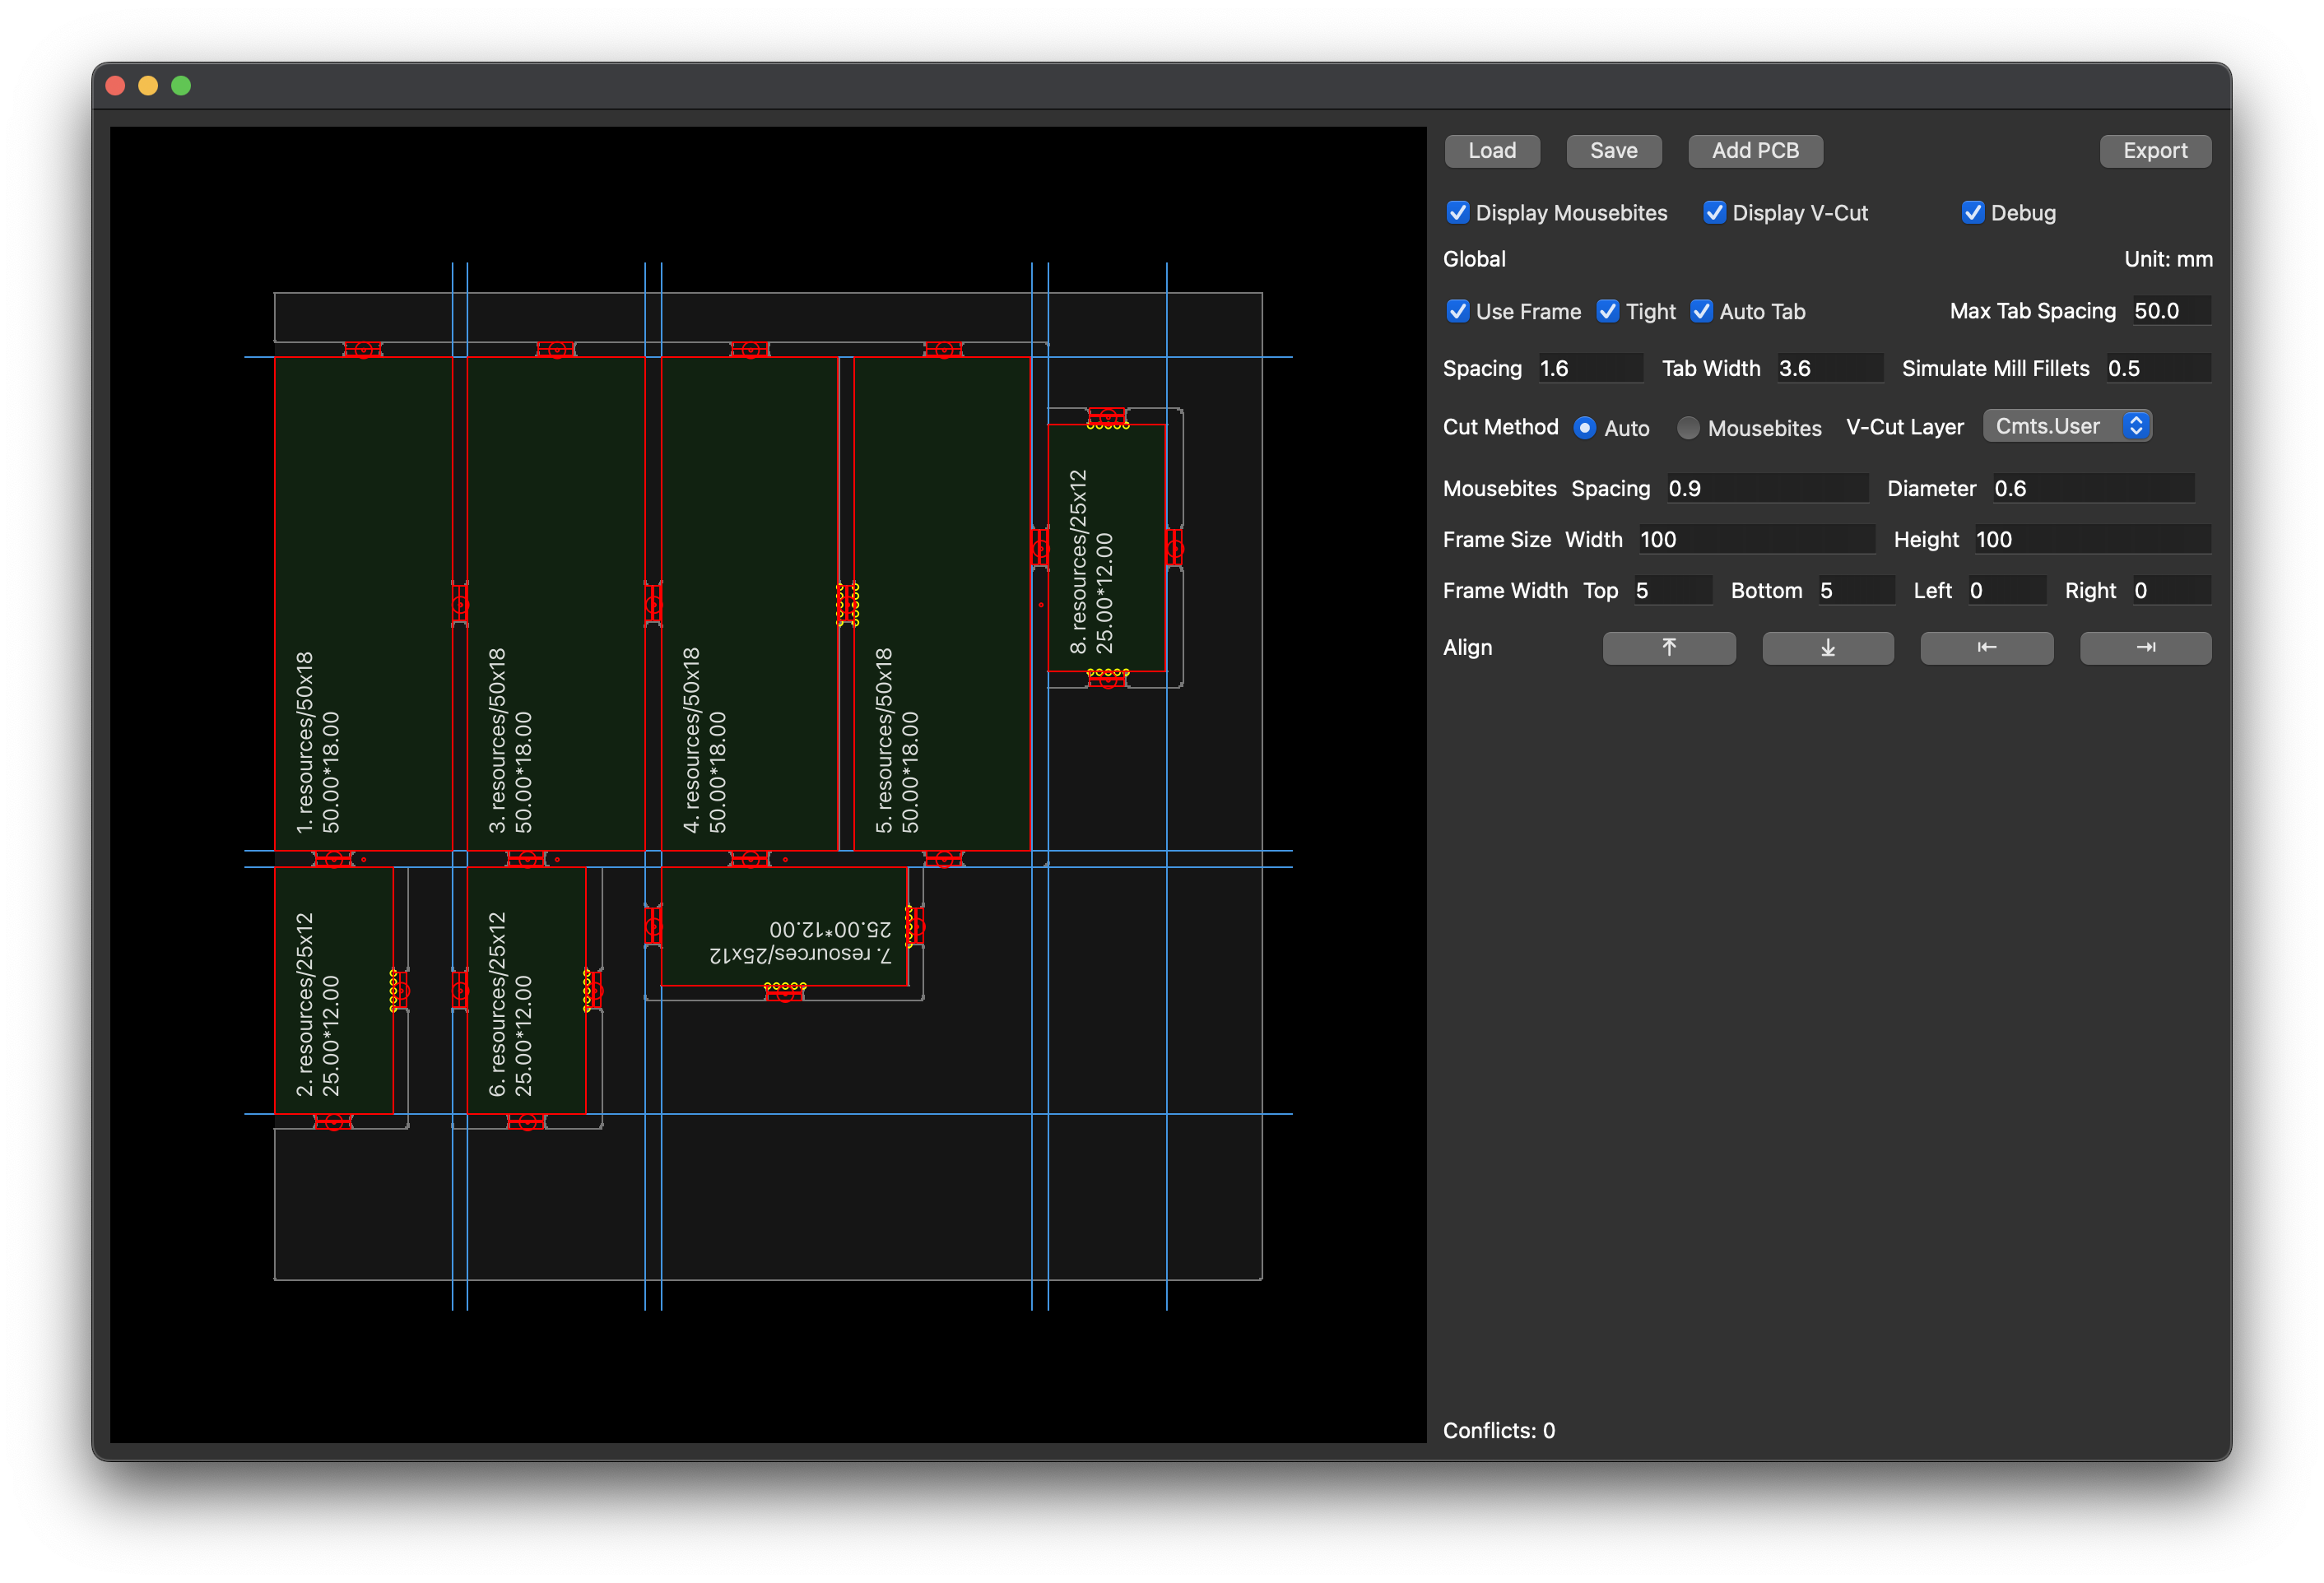 Load Save Add PCB Export
Display Mousebites Display V-Cut Debug
Global Unit: mm
Use Frame Tight Auto Tab Max Tab Spacing 50.0
Spacing 1.6 Tab Width 3.6 Simulate Mill Fillets 0.5
Cut Method Auto Mousebites V-Cut Layer Cmts.User
Mousebites Spacing 0.9 Diameter 0.6
Frame Size Width 100 Height 100
Frame Width Top 5 Bottom 5 Left 0 Right 0
Align
Conflicts: 0
1. resources/50x18
50.00*18.00
3. resources/50x18
50.00*18.00
4. resources/50x18
50.00*18.00
5. resources/50x18
50.00*18.00
8. resources/25x12
25.00*12.00
2. resources/25x12
25.00*12.00
6. resources/25x12
25.00*12.00
7. resources/25x12
25.00*12.00